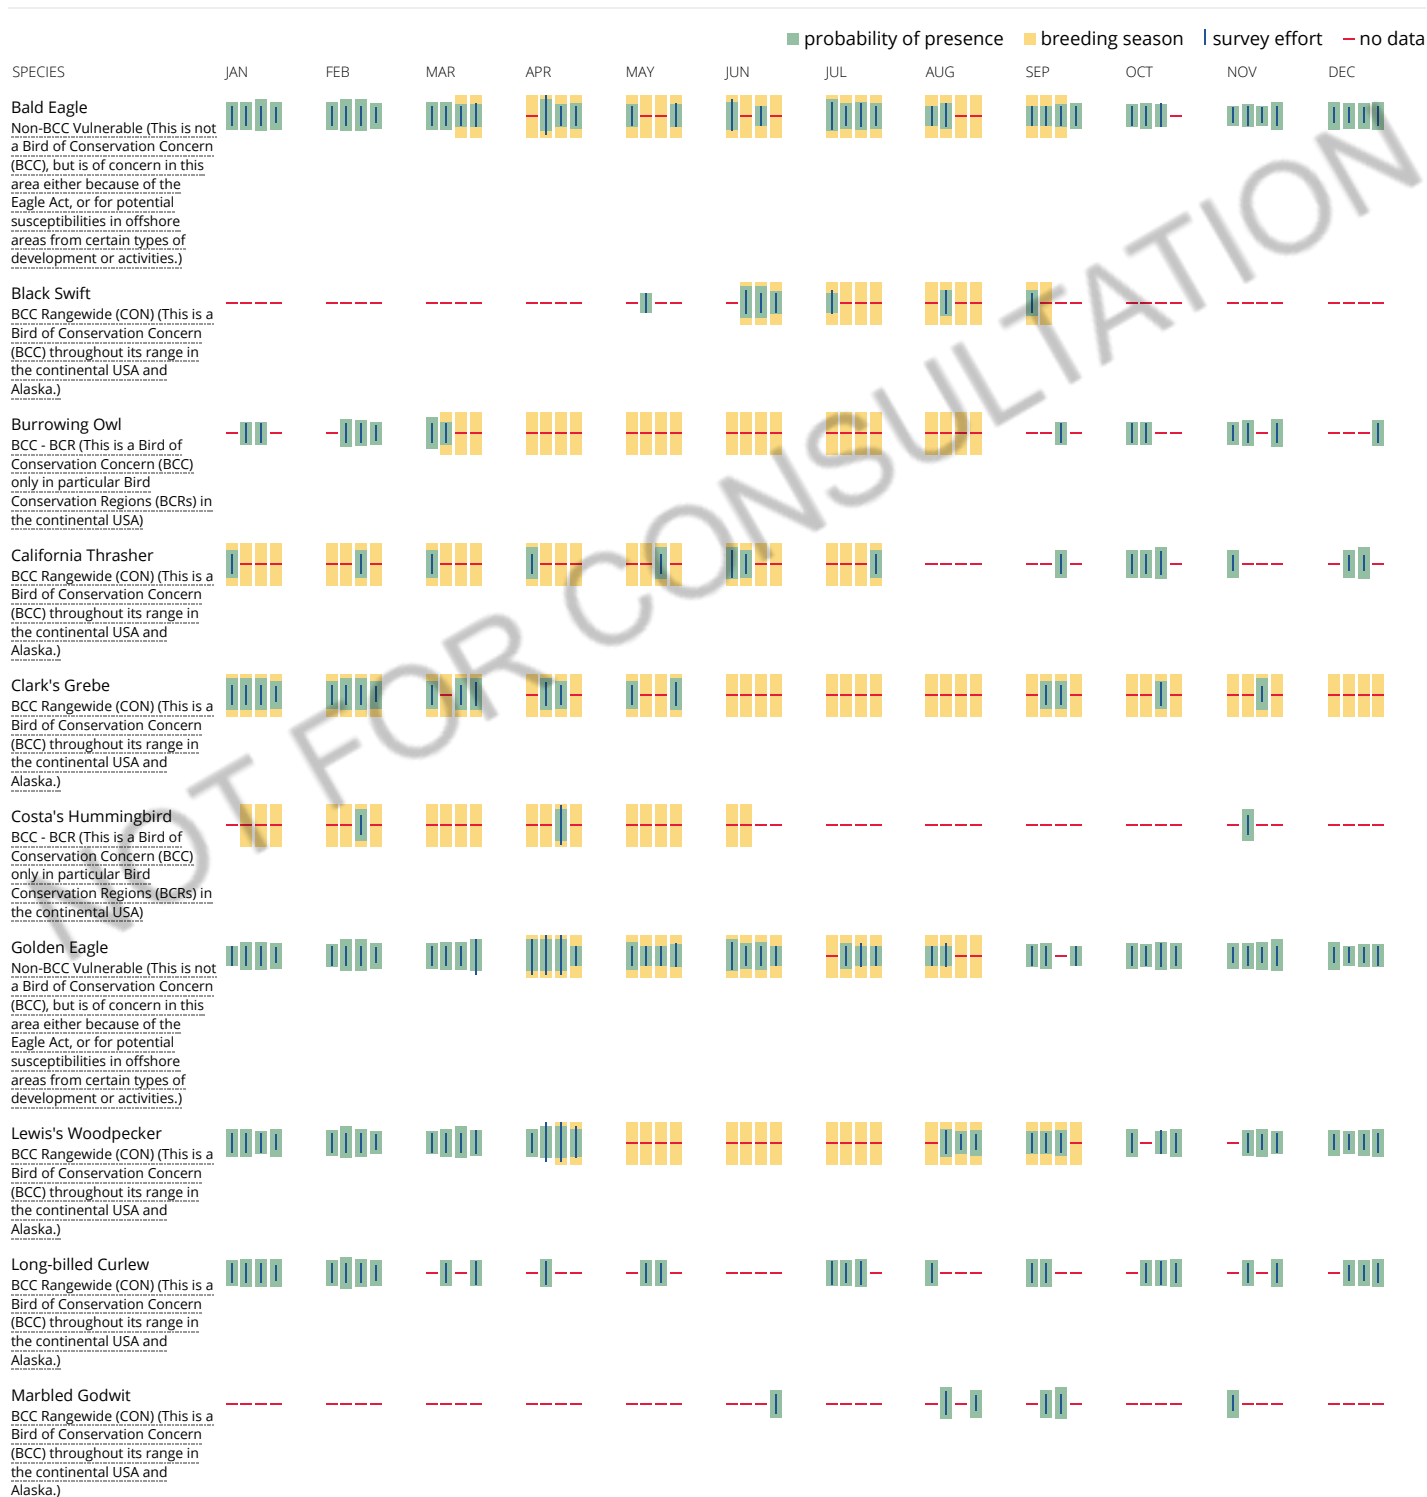 probability of presence breeding season survey effort no data
SPECIES JAN FEB MAR APR MAY JUN JUL AUG SEP OCT NOV DEC
Bald Eagle
Non-BCC Vulnerable (This is not
a Bird of Conservation Concern
(BCC), but is of concern in this
area either because of the
Eagle Act, or for potential
susceptibilities in offshore
areas from certain types of
development or activities.)
Black Swift
BCC Rangewide (CON) (This is a
Bird of Conservation Concern
(BCC) throughout its range in
the continental USA and
Alaska.)
Burrowing Owl
BCC - BCR (This is a Bird of
Conservation Concern (BCC)
only in particular Bird
Conservation Regions (BCRs) in
the continental USA)
California Thrasher
BCC Rangewide (CON) (This is a
Bird of Conservation Concern
(BCC) throughout its range in
the continental USA and
Alaska.)
Clark's Grebe
BCC Rangewide (CON) (This is a
Bird of Conservation Concern
(BCC) throughout its range in
the continental USA and
Alaska.)
Costa's Hummingbird
BCC - BCR (This is a Bird of
Conservation Concern (BCC)
only in particular Bird
Conservation Regions (BCRs) in
the continental USA)
Golden Eagle
Non-BCC Vulnerable (This is not
a Bird of Conservation Concern
(BCC), but is of concern in this
area either because of the
Eagle Act, or for potential
susceptibilities in offshore
areas from certain types of
development or activities.)
Lewis's Woodpecker
BCC Rangewide (CON) (This is a
Bird of Conservation Concern
(BCC) throughout its range in
the continental USA and
Alaska.)
Long-billed Curlew
BCC Rangewide (CON) (This is a
Bird of Conservation Concern
(BCC) throughout its range in
the continental USA and
Alaska.)
Marbled Godwit
BCC Rangewide (CON) (This is a
Bird of Conservation Concern
(BCC) throughout its range in
the continental USA and
Alaska.)
NOT FOR CONSULTATION